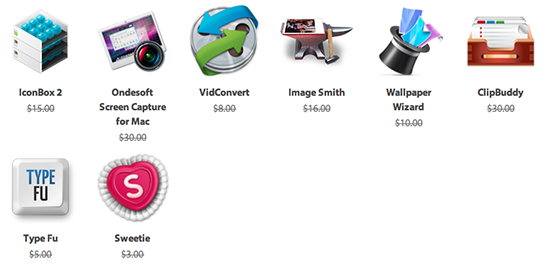 IconBox 2
$15.00
Ondesoft
Screen Capture
for Mac
$30.00
VidConvert
$8.00
Image Smith
$16.00
Wallpaper
Wizard
$10.00
ClipBuddy
$30.00
TYPE
FU
Type Fu
$5.00
S
Sweetie
$3.00